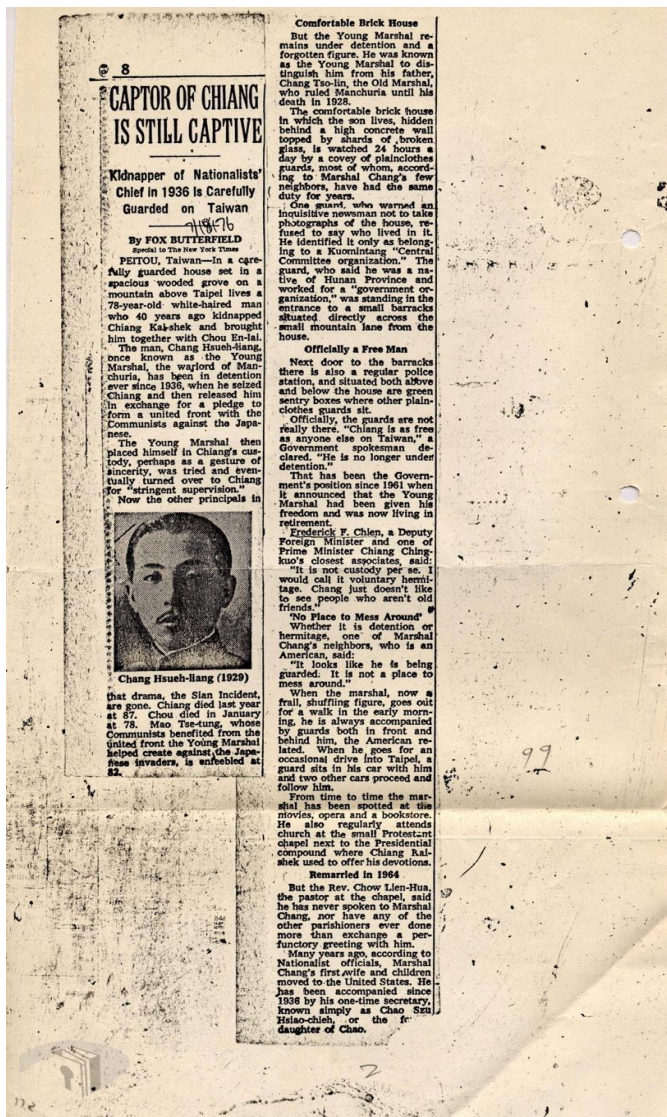 8
CAPTOR OF CHIANG
IS STILL CAPTIVE
Kidnapper of Nationalists'
Chief in 1936 Is Carefully
Guarded on Taiwan
By FOX BUTTERFIELD
Special to The New York Times
PEITOU, Taiwan—In a care-
fully guarded house set in a
spacious wooded grove on a
mountain above Taipei lives a
78-year-old white-haired man
who 40 years ago kidnapped
Chiang Kai-shek and brought
him together with Chou En-lai.
The man, Chang Hsueh-liang,
once known as the Young
Marshal, the warlord of Man-
churia, has been in detention
ever since 1936, when he seized
Chiang and then released him
in exchange for a pledge to
form a united front with the
Communists against the Japa-
nese.
The Young Marshal then
placed himself in Chiang's cus-
tody, perhaps as a gesture of
sincerity, was tried and even-
tually turned over to Chiang
for "stringent supervision."
Now the other principals in
Chang Hsueh-liang (1929)
that drama, the Sian Incident,
are gone. Chiang died last year
at 87. Chou died in January
at 78. Mao Tse-tung, whose
Communists benefited from the
united front the Young Marshal
helped create against the Japa-
nese invaders, is enfeebled at
82.
Comfortable Brick House
But the Young Marshal re-
mains under detention and a
forgotten figure. He was known
as the Young Marshal to dis-
tinguish him from his father,
Chang Tso-lin, the Old Marshal,
who ruled Manchuria until his
death in 1928.
The comfortable brick house
in which the son lives, hidden
behind a high concrete wall
topped by shards of broken
glass, is watched 24 hours a
day by a covey of plainclothes
guards, most of whom, accord-
ing to Marshal Chang's few
neighbors, have had the same
duty for years.
One guard, who warned an
inquisitive newsman not to take
photographs of the house, re-
fused to say who lived in it.
He identified it only as belong-
ing to a Kuomintang "Central
Committee organization." The
guard, who said he was a na-
tive of Hunan Province and
worked for a "government or-
ganization," was standing in the
entrance to a small barracks
situated directly across the
small mountain lane from the
house.
Officially a Free Man
Next door to the barracks
there is also a regular police
station, and situated both above
and below the house are green
sentry boxes where other plain-
clothes guards sit.
Officially, the guards are not
really there. "Chiang is as free
as anyone else on Taiwan," a
Government spokesman de-
clared. "He is no longer under
detention."
That has been the Govern-
ment's position since 1961 when
it announced that the Young
Marshal had been given his
freedom and was now living in
retirement.
Frederick F. Chien, a Deputy
Foreign Minister and one of
Prime Minister Chiang Ching-
kuo's closest associates, said:
"It is not custody per se. I
would call it voluntary hermi-
tage. Chang just doesn't like
to see people who aren't old
friends."
'No Place to Mess Around'
Whether it is detention or
hermitage, one of Marshal
Chang's neighbors, who is an
American, said:
"It looks like he is being
guarded. It is not a place to
mess around."
When the marshal, now a
frail, shuffling figure, goes out
for a walk in the early morn-
ing, he is always accompanied
by guards both in front and
behind him, the American re-
lated. When he goes for an
occasional drive into Taipei, a
guard sits in his car with him
and two other cars proceed and
follow him.
From time to time the mar-
shal has been spotted at the
movies, opera and a bookstore.
He also regularly attends
church at the small Protestant
chapel next to the Presidential
compound where Chiang Kai-
shek used to offer his devotions.
Remarried in 1964
But the Rev. Chow Lien-Hua,
the pastor at the chapel, said
he has never spoken to Marshal
Chang, nor have any of the
other parishioners ever done
more than exchange a per-
functory greeting with him.
Many years ago, according to
Nationalist officials, Marshal
Chang's first wife and children
moved to the United States. He
has been accompanied since
1936 by his one-time secretary,
known simply as Chao Szu
Hsiao-chieh, or the
daughter of Chao.
99
2